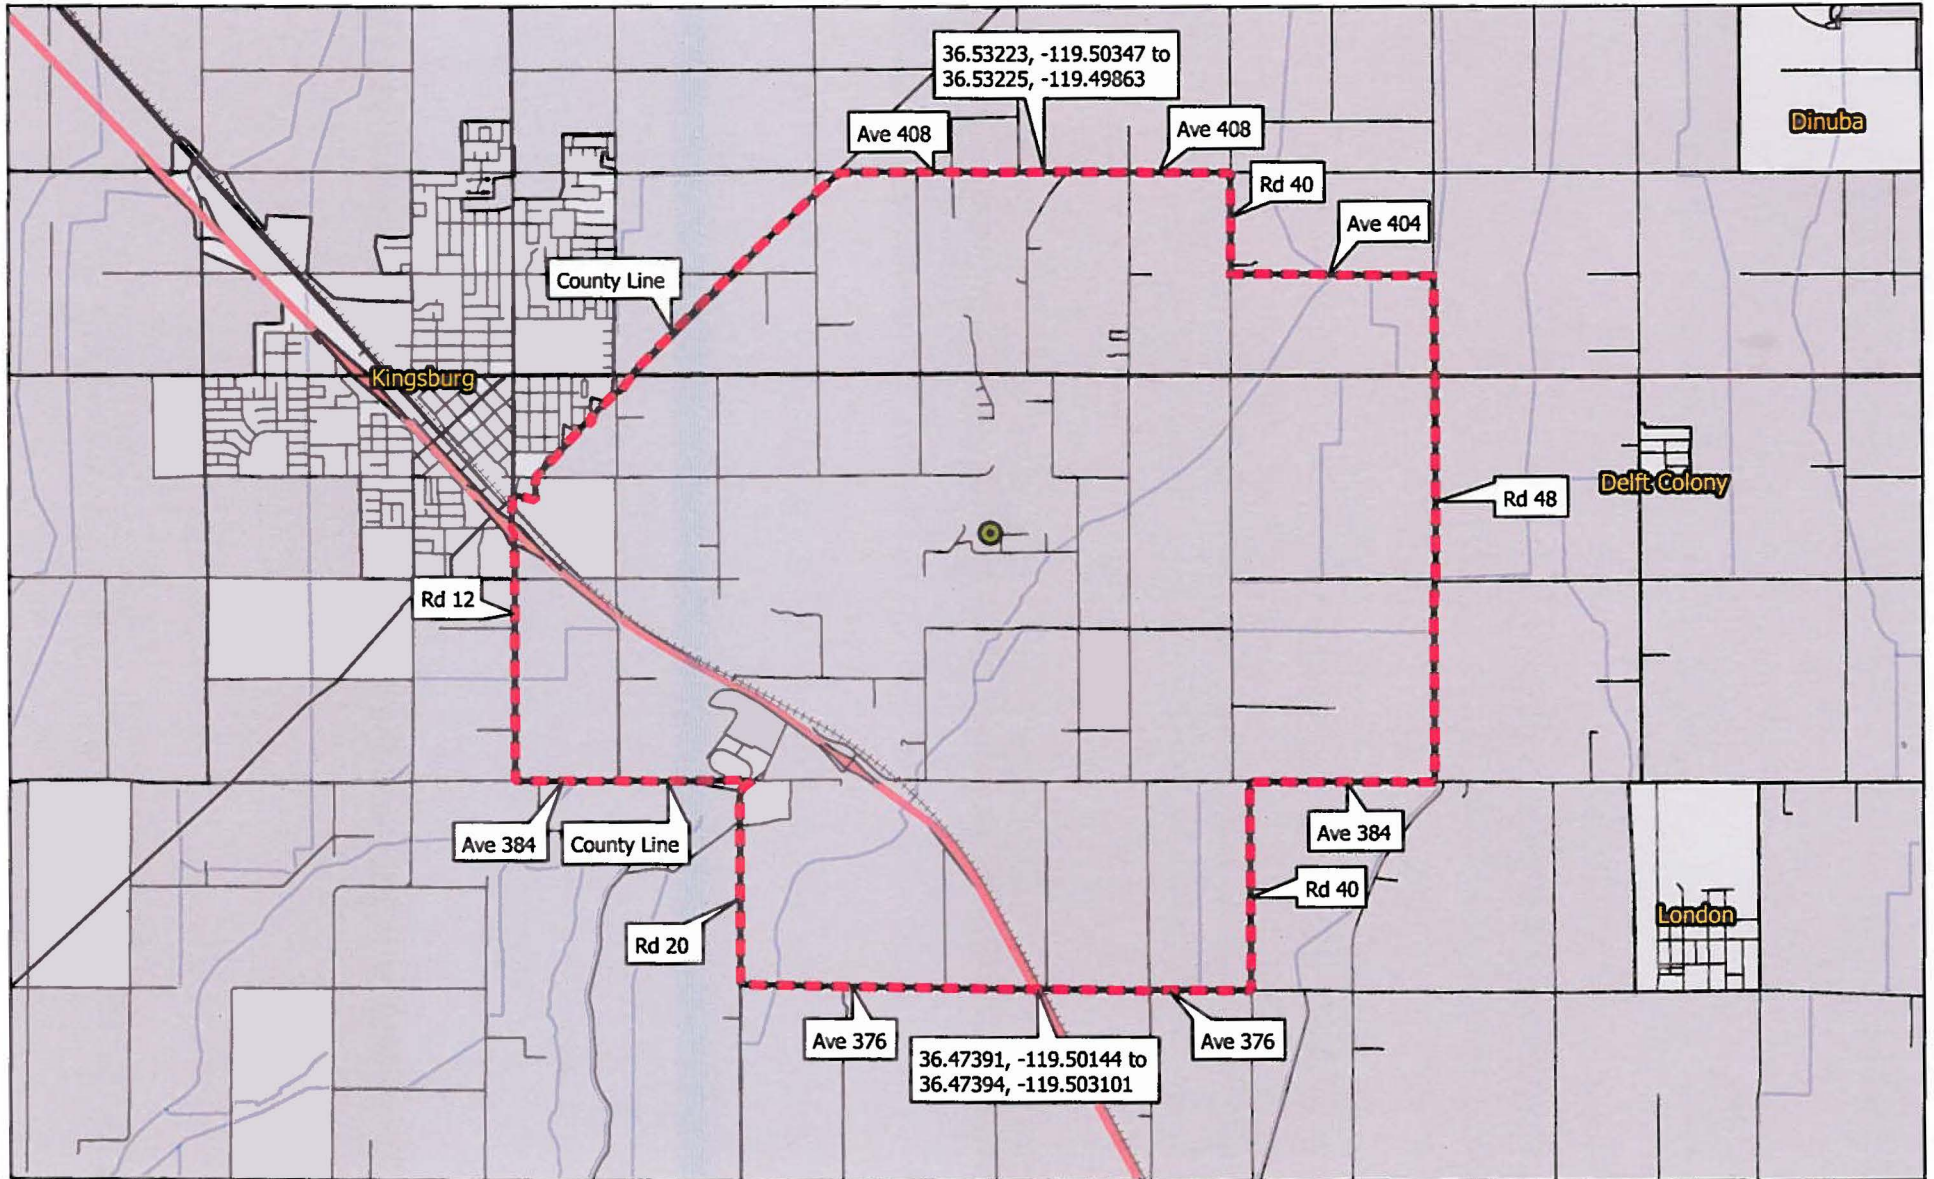 36.53223, -119.50347 to
36.53225, -119.49863
Ave 408
Ave 408
Dinuba
Rd 40
Ave 404
County Line
Kingsburg
Delft Colony
Rd 48
Rd 12
Ave 384
County Line
Ave 384
Rd 40
London
Rd 20
Ave 376
36.47391, -119.50144 to
36.47394, -119.503101
Ave 376